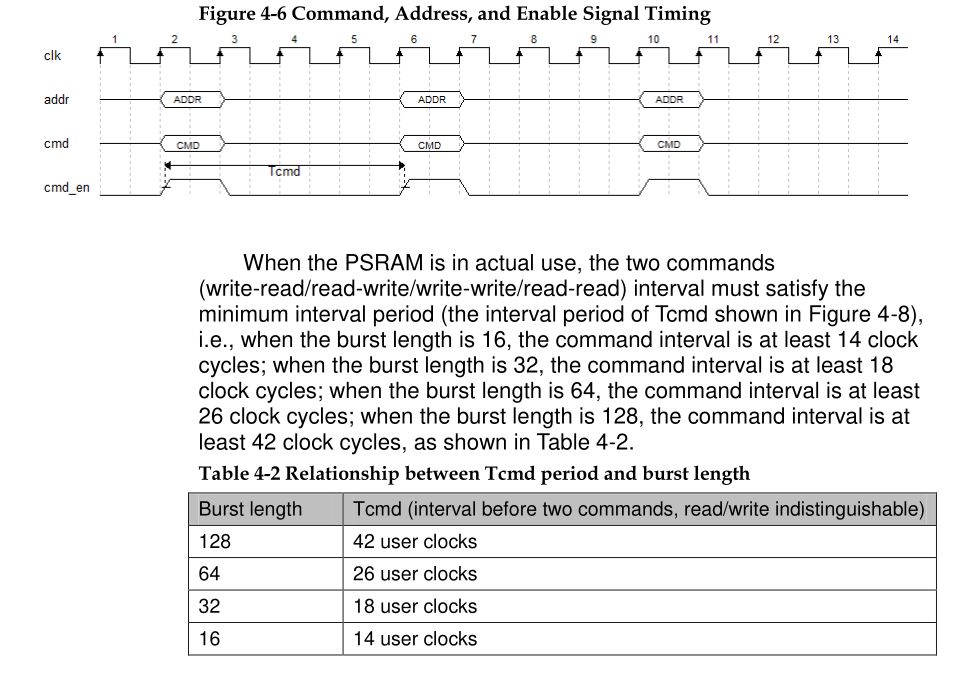 Figure 4-6 Command, Address, and Enable Signal Timing
1 2 3 4 5 6 7 8 9 10 11 12 13 14
clk
addr ADDR ADDR ADDR
cmd CMD CMD CMD
Tcmd
cmd_en
When the PSRAM is in actual use, the two commands
(write-read/read-write/write-write/read-read) interval must satisfy the
minimum interval period (the interval period of Tcmd shown in Figure 4-8),
i.e., when the burst length is 16, the command interval is at least 14 clock
cycles; when the burst length is 32, the command interval is at least 18
clock cycles; when the burst length is 64, the command interval is at least
26 clock cycles; when the burst length is 128, the command interval is at
least 42 clock cycles, as shown in Table 4-2.
Table 4-2 Relationship between Tcmd period and burst length
Burst length Tcmd (interval before two commands, read/write indistinguishable)
128 42 user clocks
64 26 user clocks
32 18 user clocks
16 14 user clocks